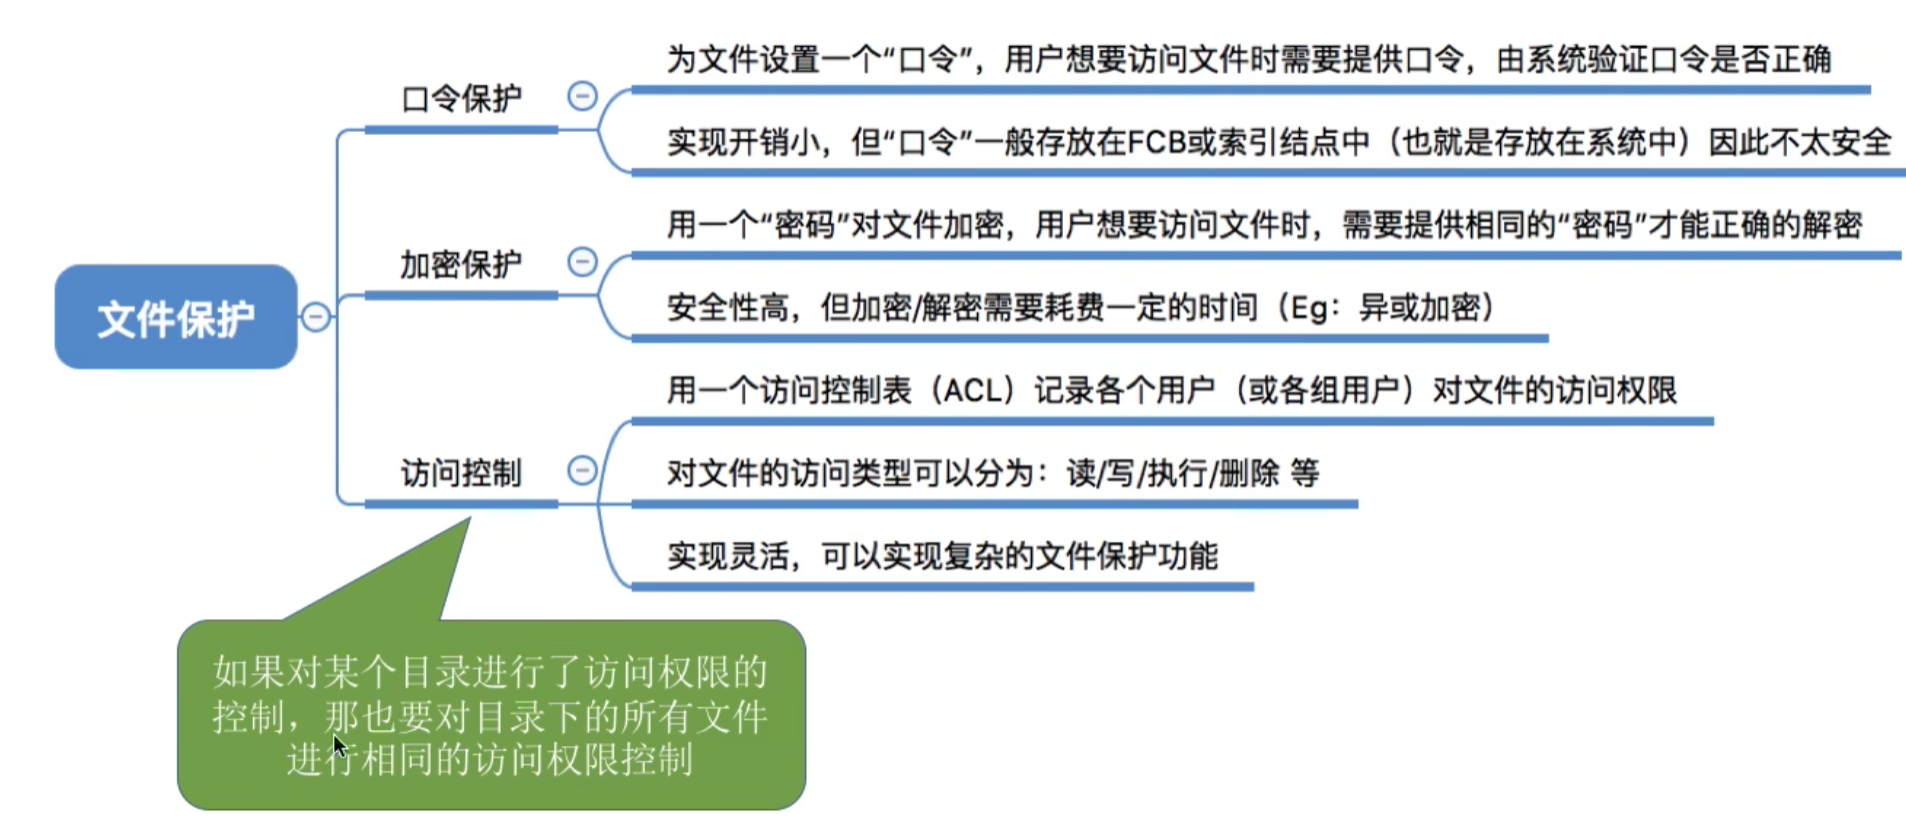 文件保护
口令保护
为文件设置一个“口令”，用户想要访问文件时需要提供口令，由系统验证口令是否正确
实现开销小，但“口令”一般存放在FCB或索引结点中（也就是存放在系统中）因此不太安全
加密保护
用一个“密码”对文件加密，用户想要访问文件时，需要提供相同的“密码”才能正确的解密
安全性高，但加密/解密需要耗费一定的时间（Eg：异或加密）
访问控制
用一个访问控制表（ACL）记录各个用户（或各组用户）对文件的访问权限
对文件的访问类型可以分为：读/写/执行/删除 等
实现灵活，可以实现复杂的文件保护功能
如果对某个目录进行了访问权限的
控制，那也要对目录下的所有文件
进行相同的访问权限控制